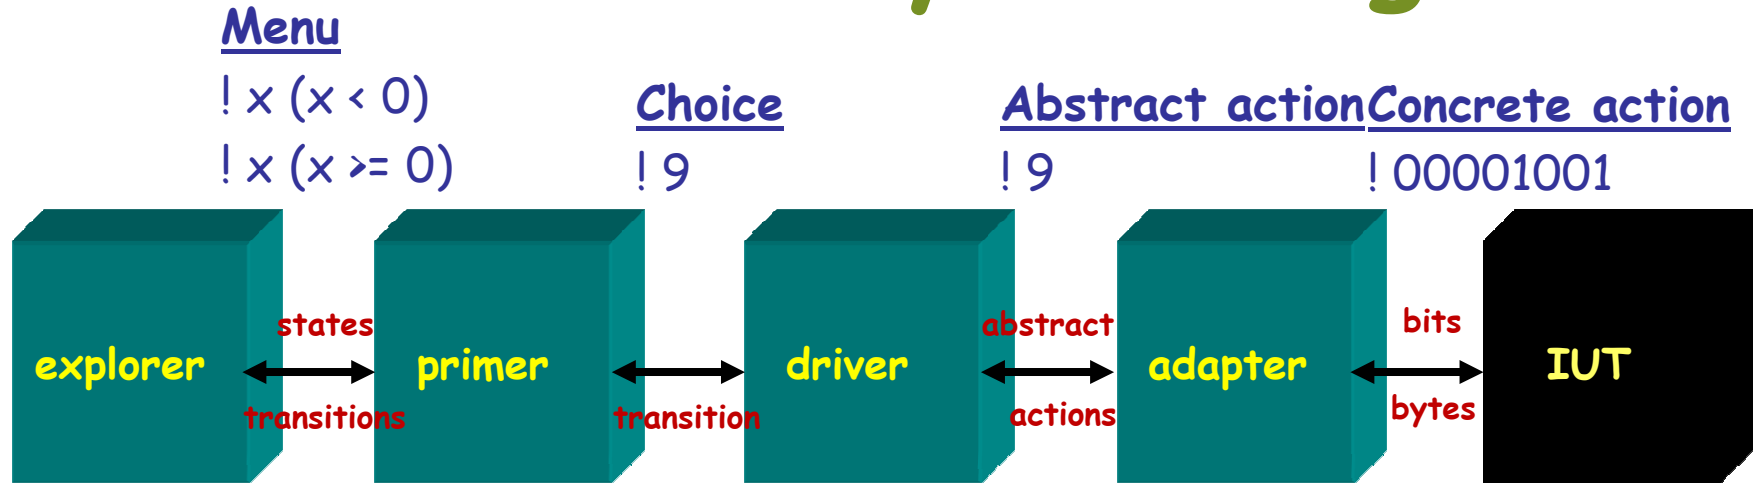 Menu
! x (x < 0)
! x (x >= 0)
Choice
! 9
Abstract action
! 9
Concrete action
! 00001001
explorer
states
transitions
primer
transition
driver
abstract
actions
adapter
bits
bytes
IUT